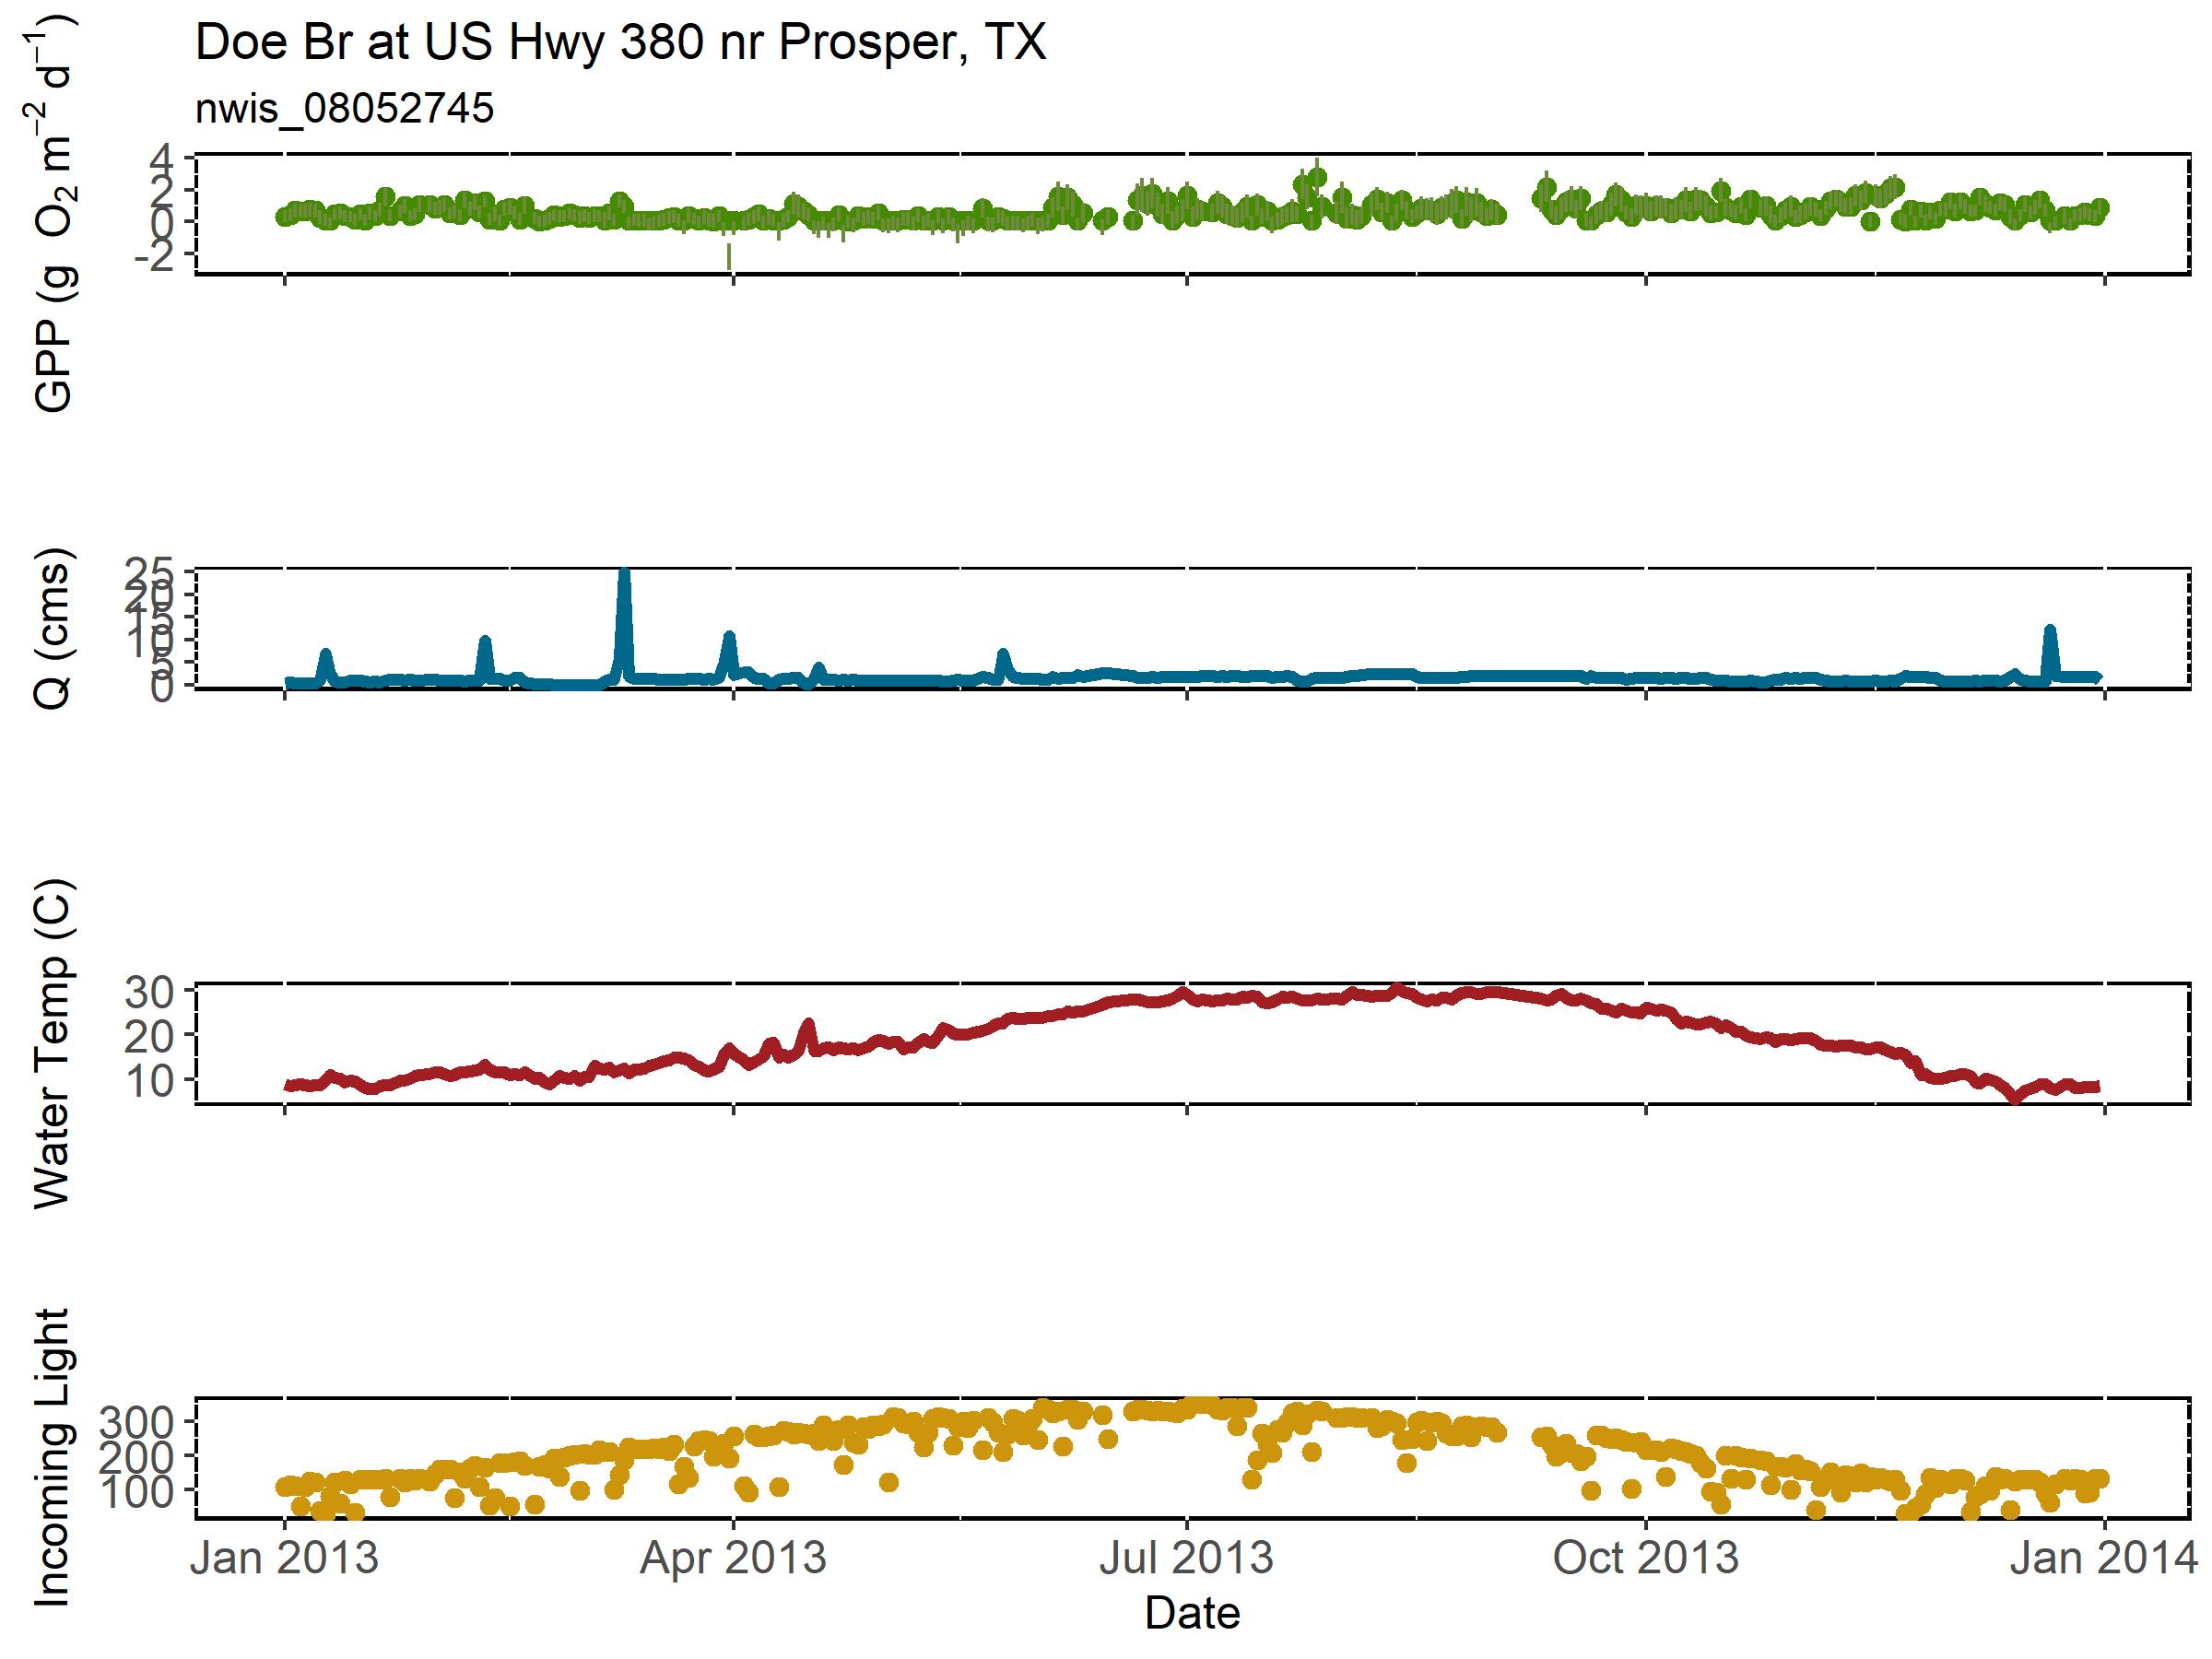 Doe Br at US Hwy 380 nr Prosper, TX
nwis_08052745
GPP (g O₂ m⁻² d⁻¹)
4
2
0
-2
Q (cms)
25
20
15
10
5
0
Water Temp (C)
30
20
10
Incoming Light
300
200
100
Jan 2013 Apr 2013 Jul 2013 Oct 2013 Jan 2014
Date